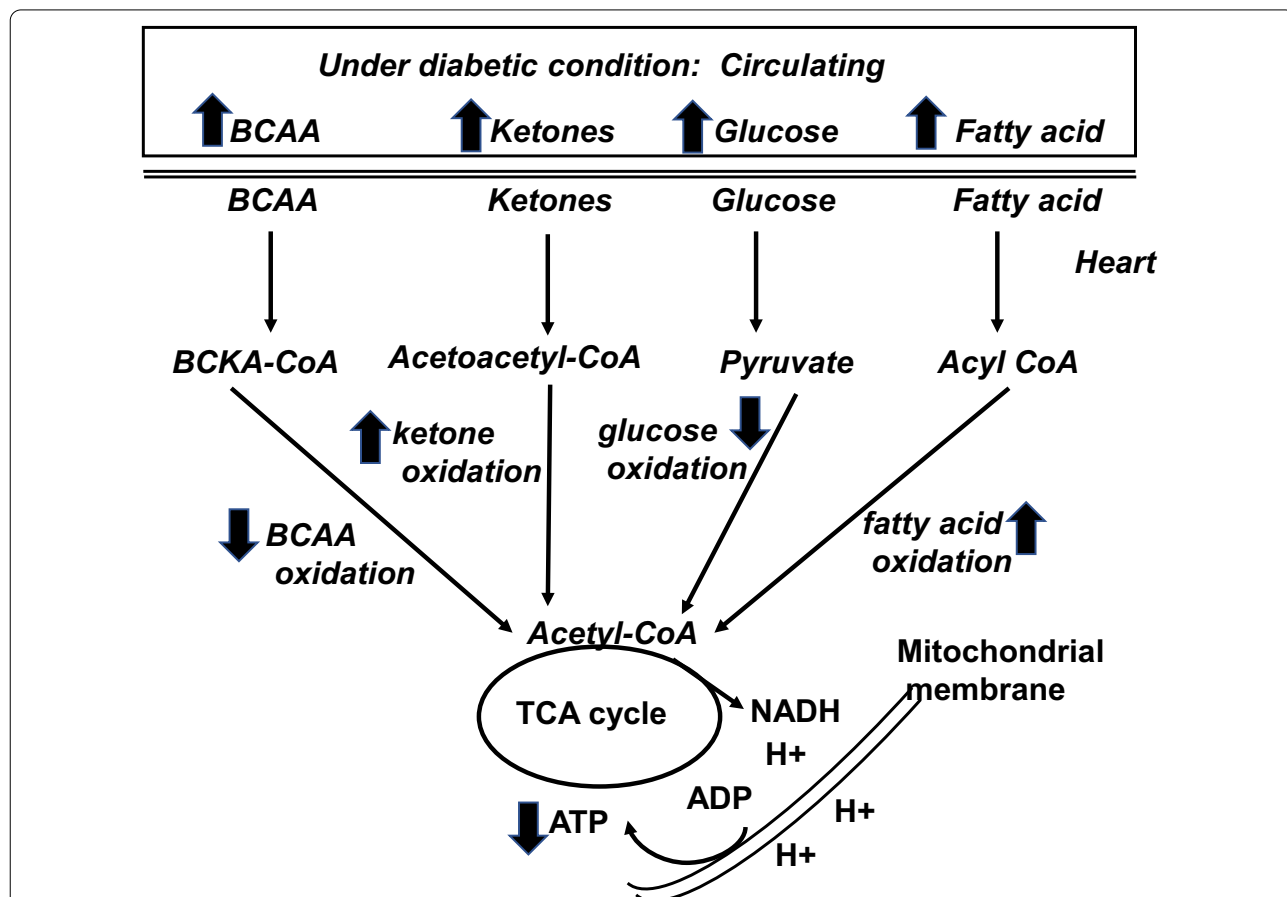 Under diabetic condition: Circulating
BCAA
Ketones
Glucose
Fatty acid
BCAA
Ketones
Glucose
Fatty acid
Heart
BCKA-CoA
Acetoacetyl-CoA
Pyruvate
Acyl CoA
ketone
oxidation
glucose
oxidation
BCAA
oxidation
fatty acid
oxidation
Acetyl-CoA
Mitochondrial
membrane
TCA cycle
NADH
H+
ADP
ATP
H+
H+